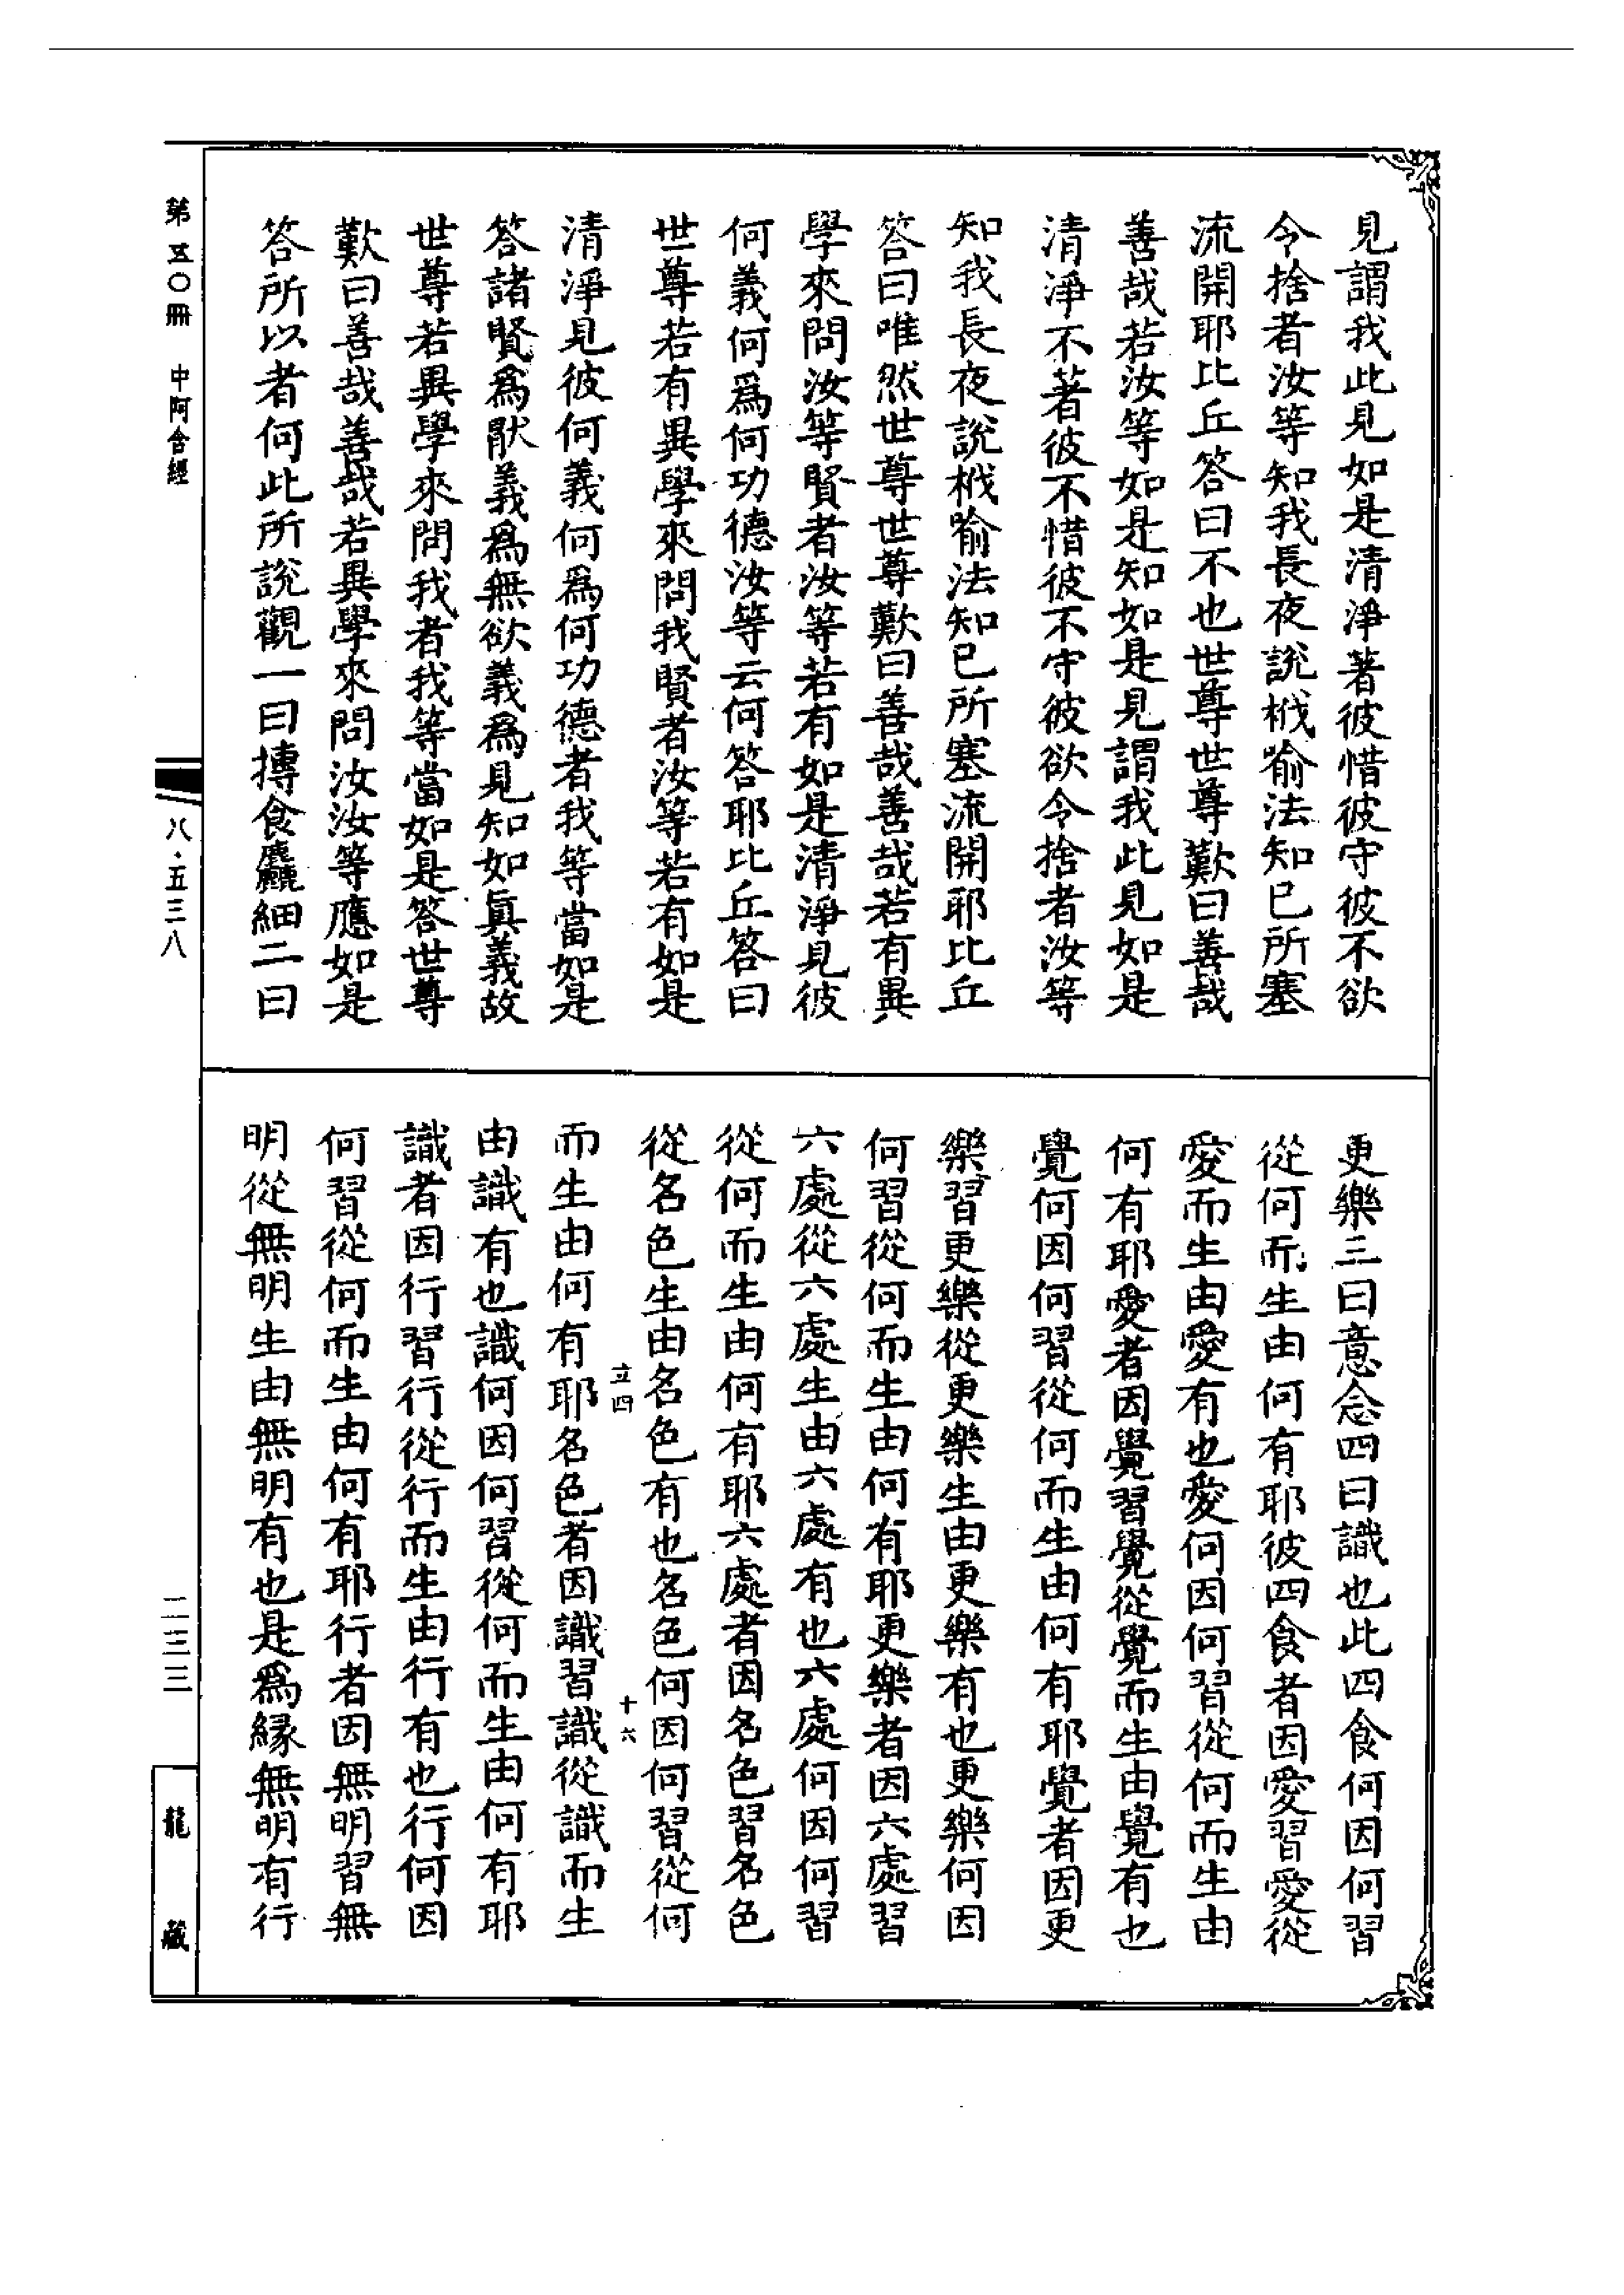 見謂我此見如是清淨著彼惜彼守彼不欲
令捨者汝等知我長夜說栰喻法知已所塞
流開耶比丘答曰不也世尊世尊歎曰善哉
善哉若汝等如是知如是見謂我此見如是
清淨不著彼不惜彼不守彼欲令捨者汝等
知我長夜說栰喻法知已所塞流開耶比丘
答曰唯然世尊世尊歎曰善哉善哉若有異
學來問汝等賢者汝等若有如是清淨見彼
何義何爲何功德汝等云何答耶比丘答曰
世尊若有異學來問我賢者汝等若有如是
清淨見彼何義何爲何功德者我等當如是
答諸賢爲厭義爲無欲義爲見知如眞義故
世尊若異學來問我者我等當如是答世尊
歎曰善哉善哉若異學來問汝汝等應如是
答所以者何此所說觀一曰摶食麤細二曰
更樂三曰意念四曰識也此四食何因何習
從何而生由何有耶彼四食者因愛習愛從
愛而生由愛有也愛何因何習從何而生由
何有耶愛者因覺習覺從覺而生由覺有也
覺何因何習從何而生由何有耶覺者因更
樂習更樂從更樂生由更樂有也更樂何因
何習從何而生由何有耶更樂者因六處習
六處從六處生由六處有也六處何因何習
從何而生由何有耶六處者因名色習名色
從名色生由名色有也名色何因何習從何
立四
十六
而生由何有耶名色者因識習識從識而生
由識有也識何因何習從何而生由何有耶
識者因行習行從行而生由行有也行何因
何習從何而生由何有耶行者因無明習無
明從無明生由無明有也是爲緣無明有行
第五〇冊
中阿含經
八·五三八
二三三
龍藏